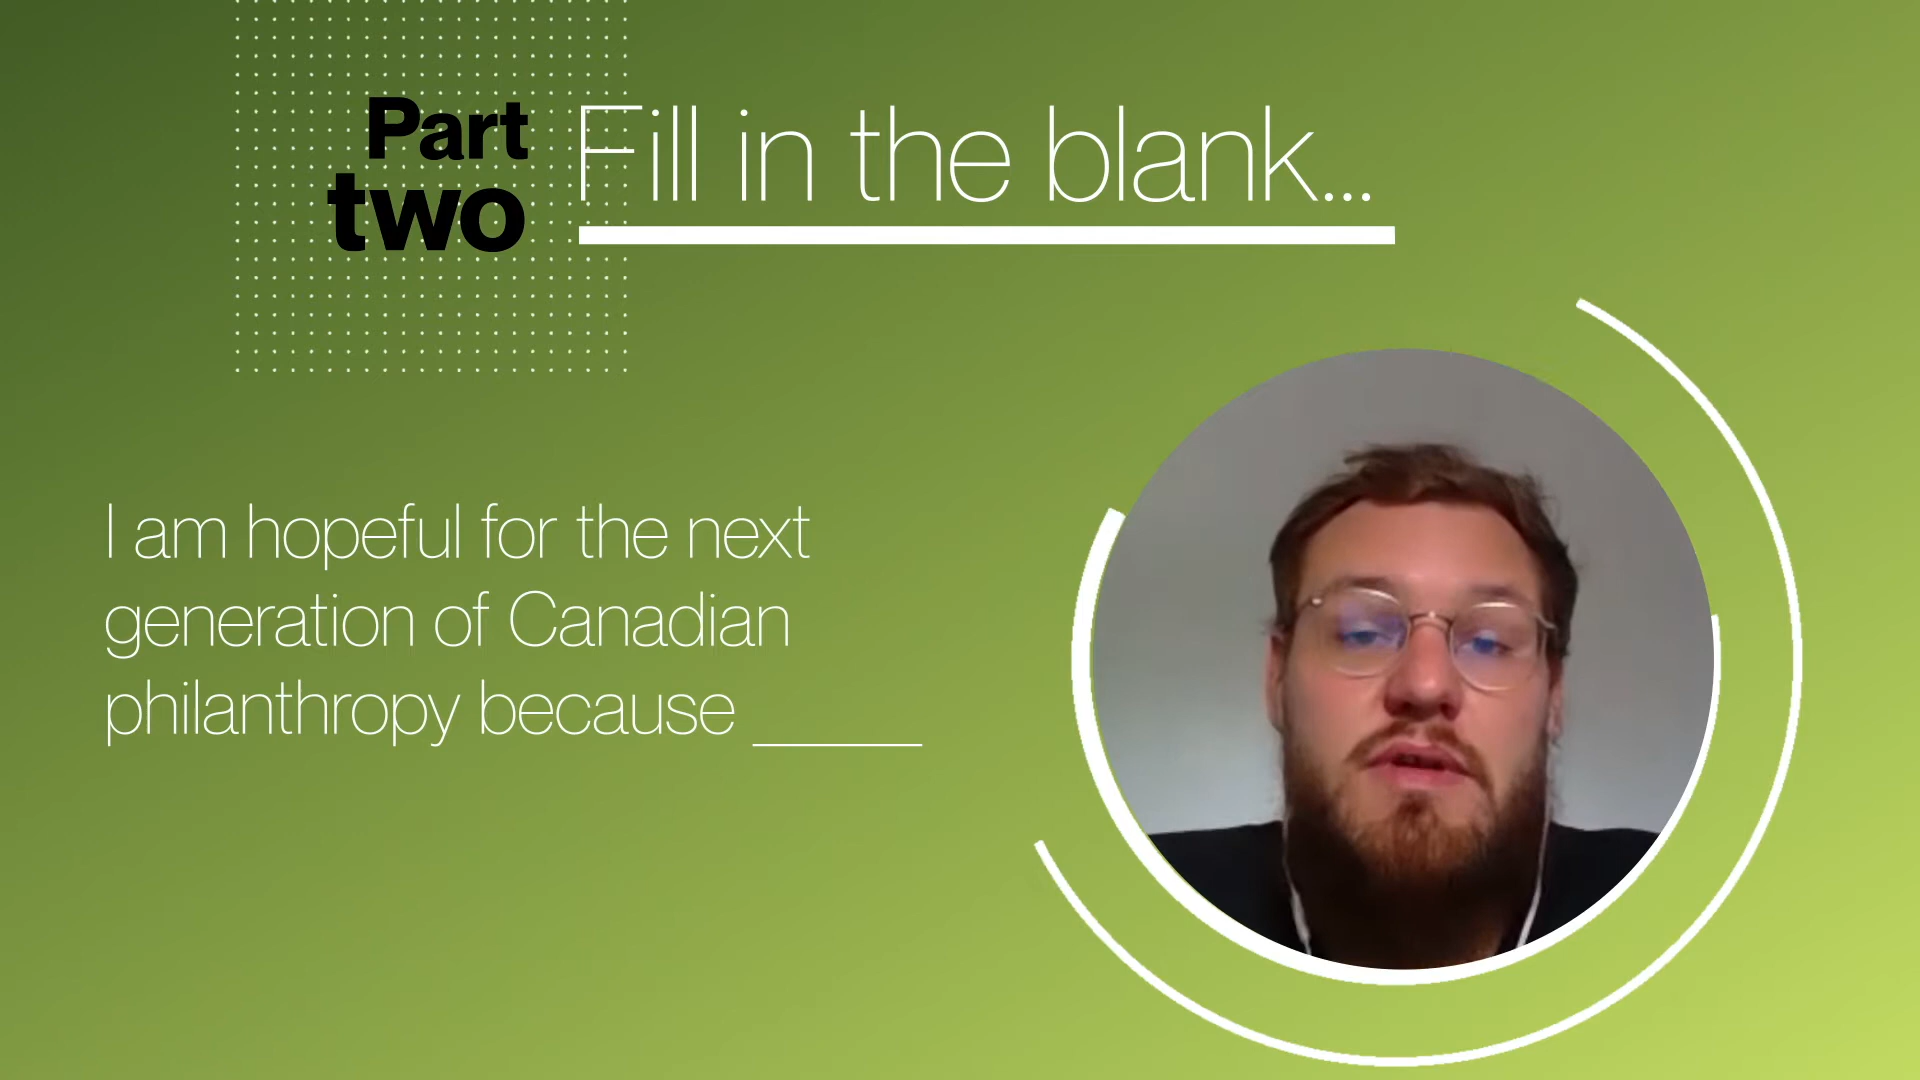 Part
two
Fill in the blank...
I am hopeful for the next
generation of Canadian
philanthropy because _____